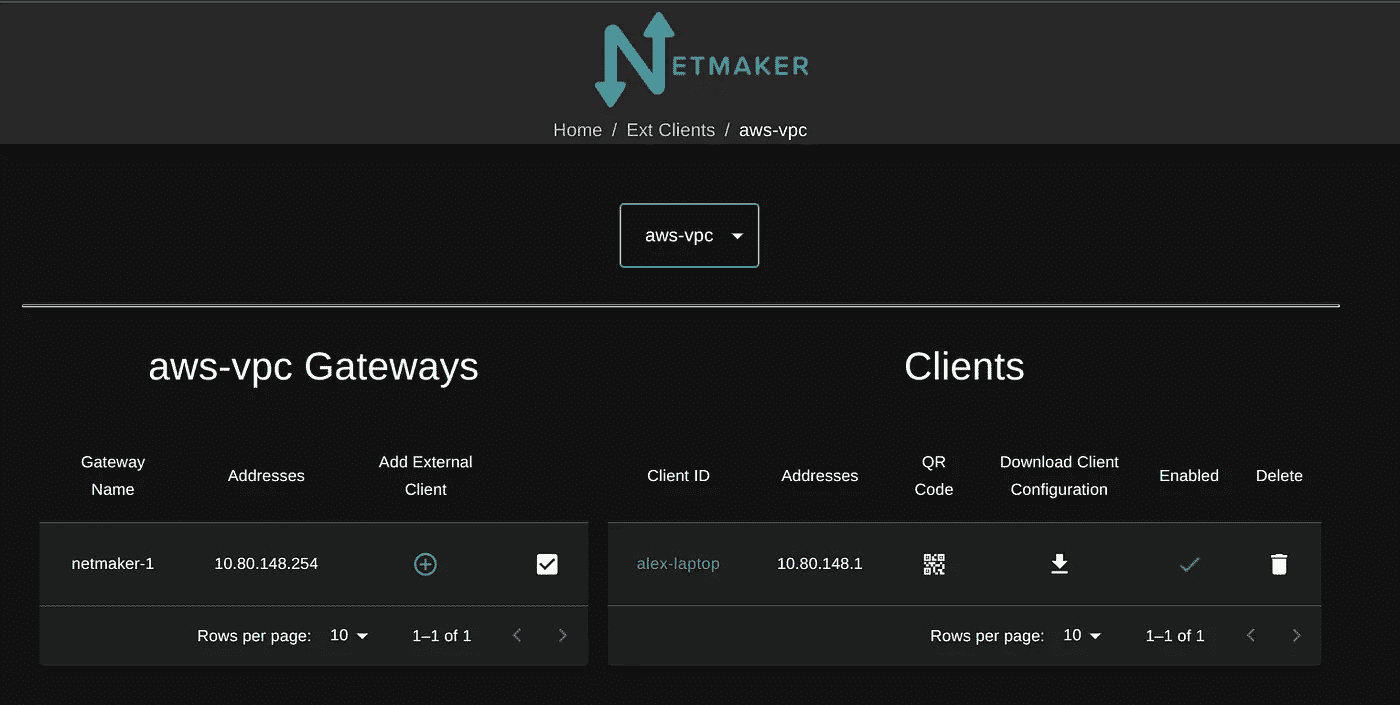 NETMAKER
Home / Ext Clients / aws-vpc
aws-vpc
aws-vpc Gateways
Gateway Name
Addresses
Add External Client
netmaker-1
10.80.148.254
Rows per page: 10
1–1 of 1
Clients
Client ID
Addresses
QR Code
Download Client Configuration
Enabled
Delete
alex-laptop
10.80.148.1
Rows per page: 10
1–1 of 1